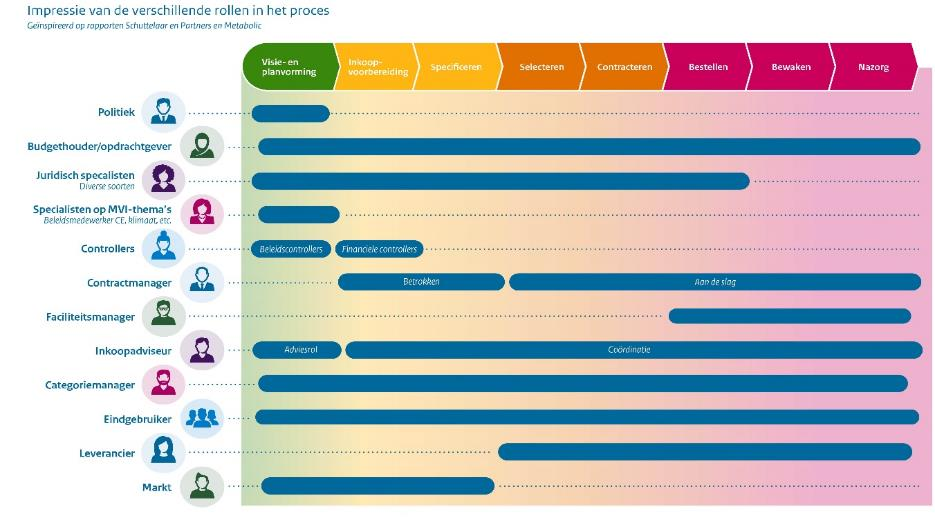 Impressie van de verschillende rollen in het proces
Geïnspireerd op rapporten Schuttelaar en Partners en Metabolic
Visie- en
planvorming
Inkoop-
voorbereiding
Specificeren
Selecteren
Contracteren
Bestellen
Bewaken
Nazorg
Politiek
Budgethouder/opdrachtgever
Juridisch specalisten
Diverse soorten
Specialisten op MVI-thema's
Beleidsmedewerker CE, klimaat, etc.
Controllers
Beleidscontrollers
Financiele controllers
Contractmanager
Betrokken
Aan de slag
Faciliteitsmanager
Inkoopadviseur
Adviesrol
Coördinatie
Categoriemanager
Eindgebruiker
Leverancier
Markt